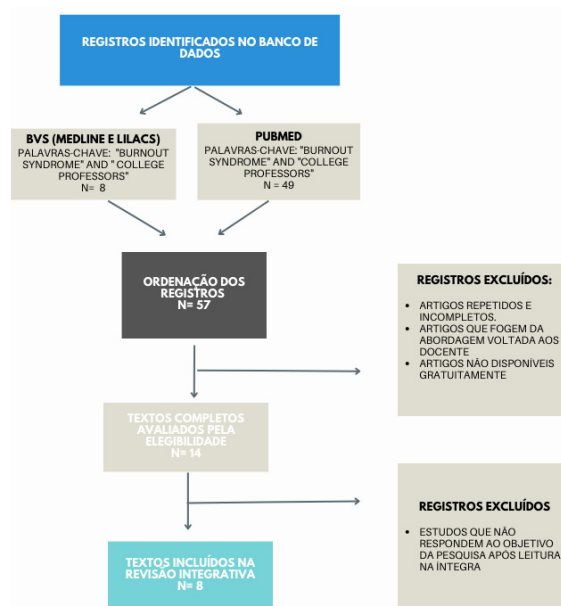 REGISTROS IDENTIFICADOS NO BANCO DE
DADOS
BVS (MEDLINE E LILACS)
PALAVRAS-CHAVE: "BURNOUT
SYNDROME" AND " COLLEGE
PROFESSORS"
N= 8
PUBMED
PALAVRAS-CHAVE: "BURNOUT
SYNDROME" AND "COLLEGE
PROFESSORS"
N = 49
ORDENAÇÃO DOS
REGISTROS
N= 57
REGISTROS EXCLUÍDOS:
• ARTIGOS REPETIDOS E
INCOMPLETOS.
• ARTIGOS QUE FOGEM DA
ABORDAGEM VOLTADA AOS
DOCENTE
• ARTIGOS NÃO DISPONÍVEIS
GRATUITAMENTE
TEXTOS COMPLETOS
AVALIADOS PELA
ELEGIBILIDADE
N= 14
REGISTROS EXCLUÍDOS
• ESTUDOS QUE NÃO
RESPONDEM AO OBJETIVO
DA PESQUISA APÓS LEITURA
NA ÍNTEGRA
TEXTOS INCLUÍDOS NA
REVISÃO INTEGRATIVA
N= 8